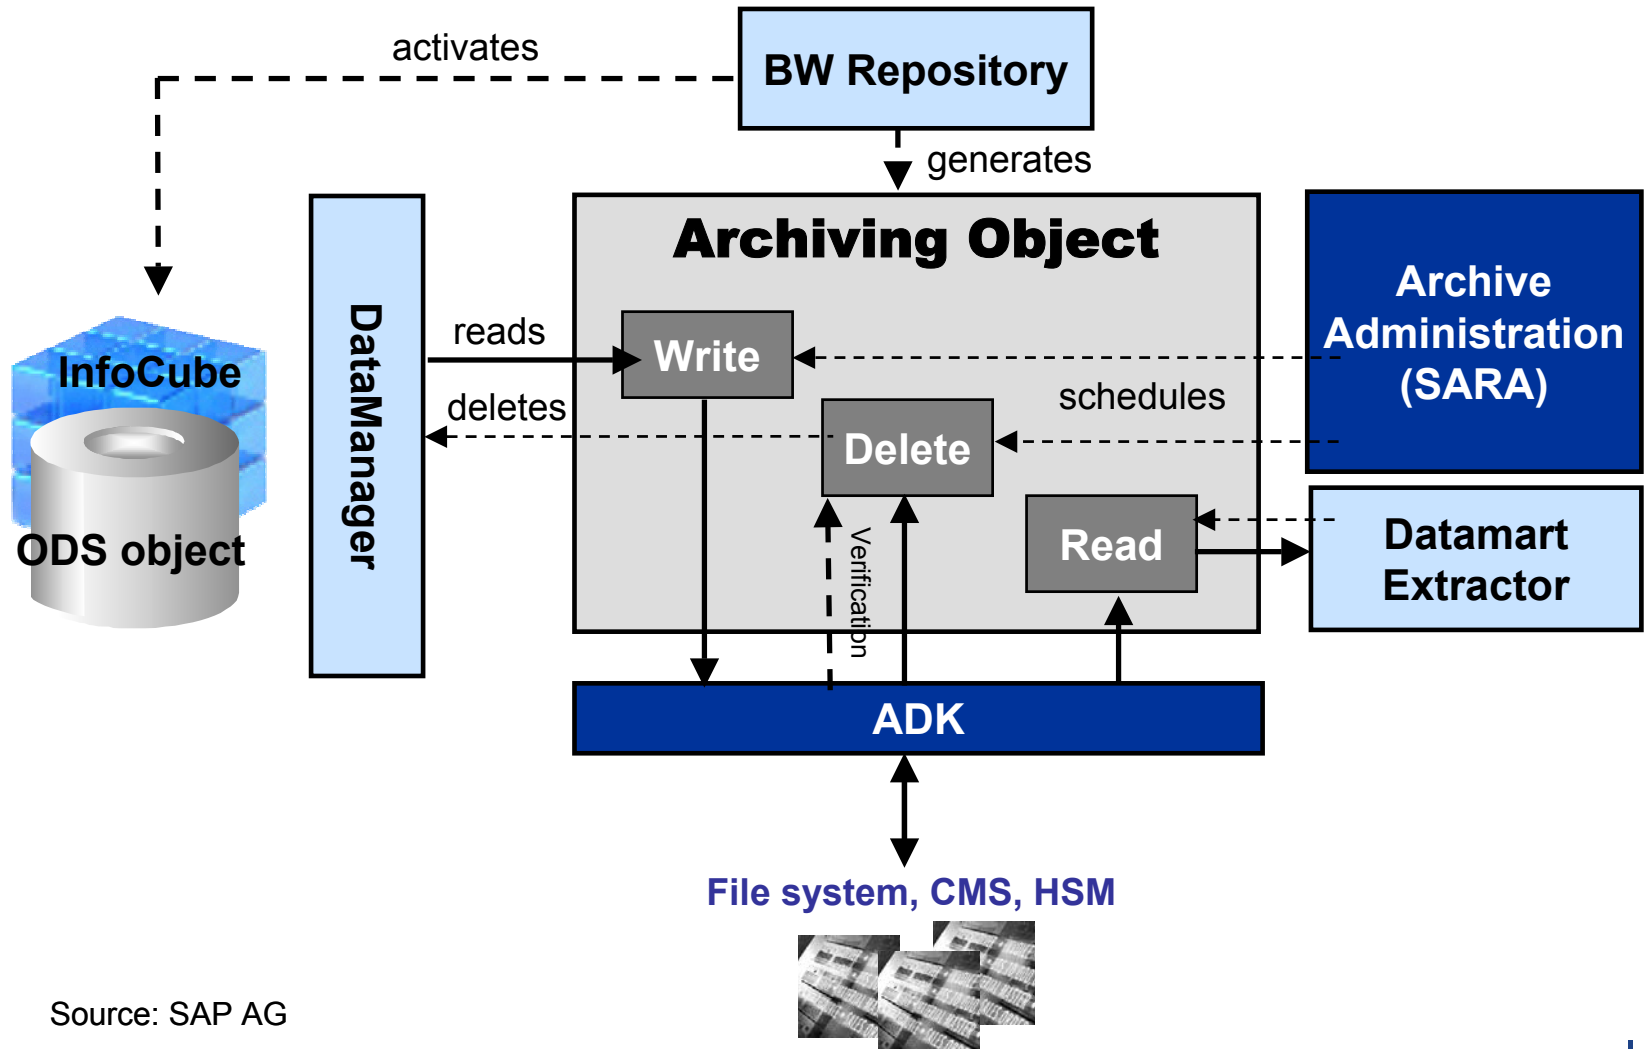 activates
BW Repository
generates
Archiving Object
Archive
Administration
(SARA)
DataManager
reads
Write
InfoCube
deletes
schedules
Delete
Verification
Read
Datamart
Extractor
ODS object
ADK
File system, CMS, HSM
Source: SAP AG